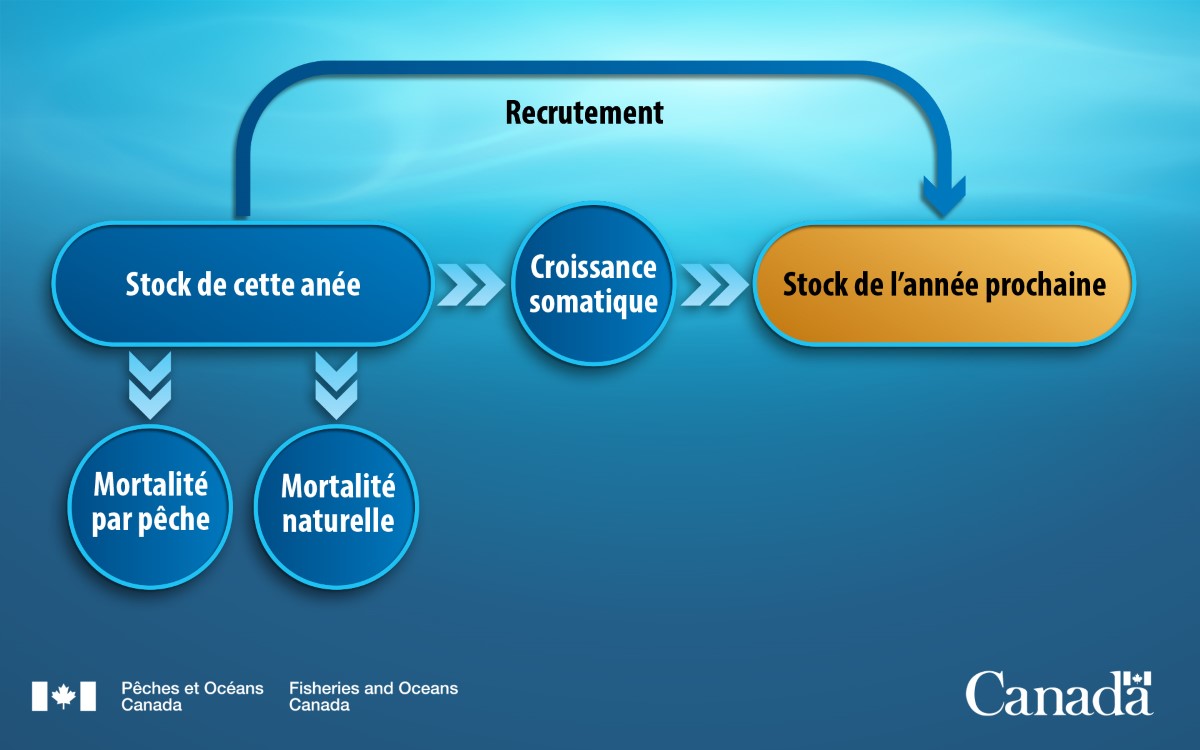 Recrutement
Stock de cette anée
Croissance
somatique
Stock de l’année prochaine
Mortalité
par pêche
Mortalité
naturelle
Pêches et Océans
Canada
Fisheries and Oceans
Canada
Canada